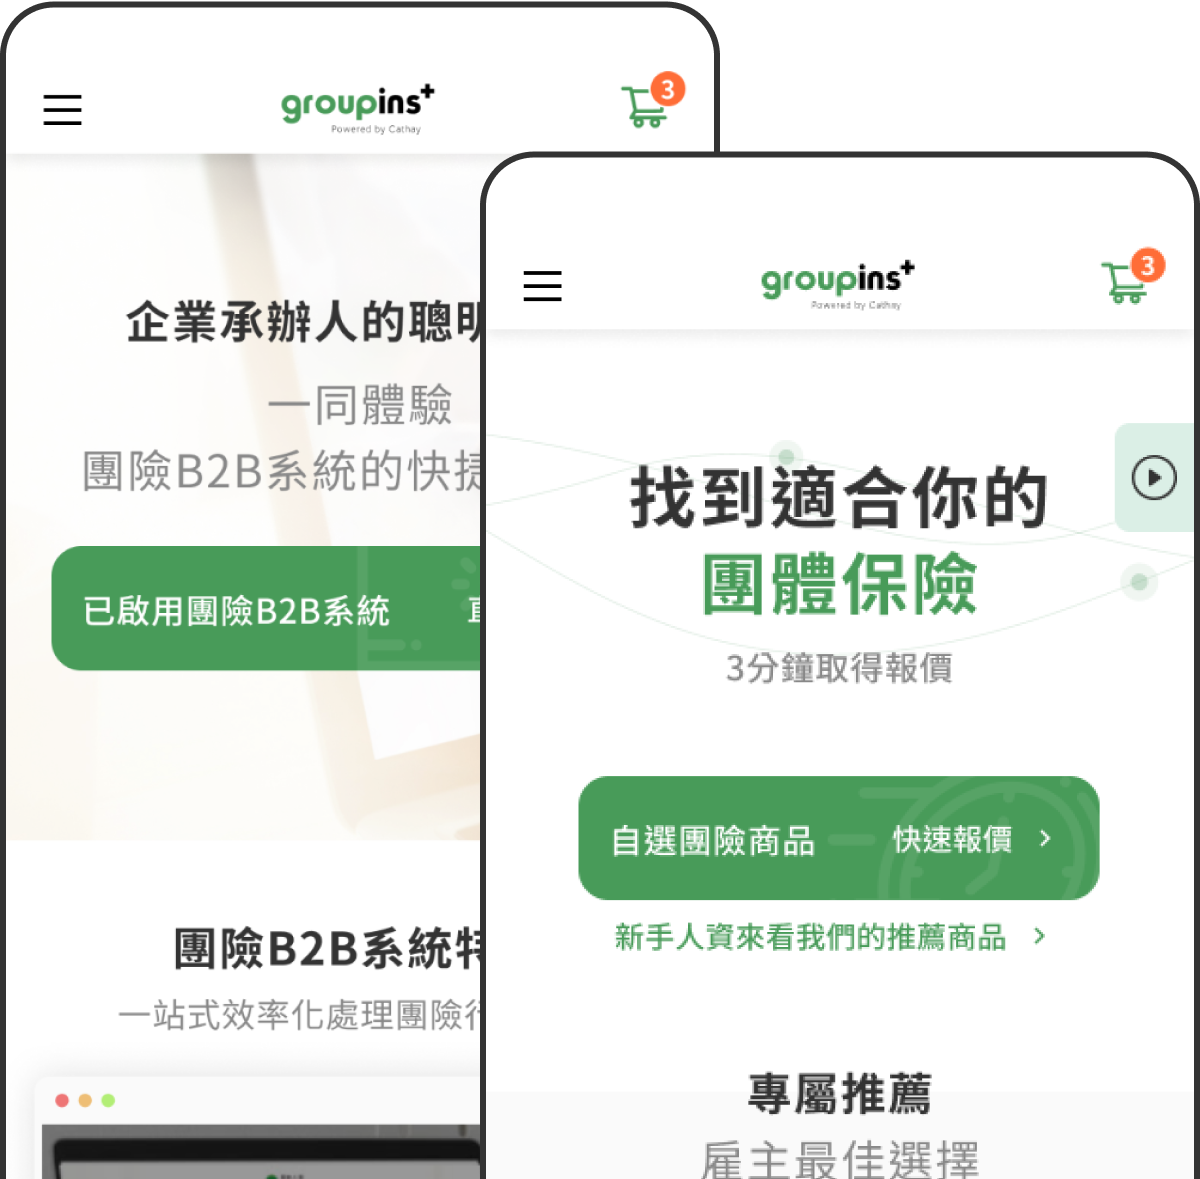 groupins+
Powered by Cathay
3
企業承辦人的聰
一同體驗
團險B2B系統的快捷
已啟用團險B2B系統
團險B2B系統特
一站式效率化處理團險行
groupins+
Powered by Cathay
3
找到適合你的
團體保險
3分鐘取得報價
自選團險商品 快速報價 >
新手人資來看我們的推薦商品 >
專屬推薦
雇主最佳選擇